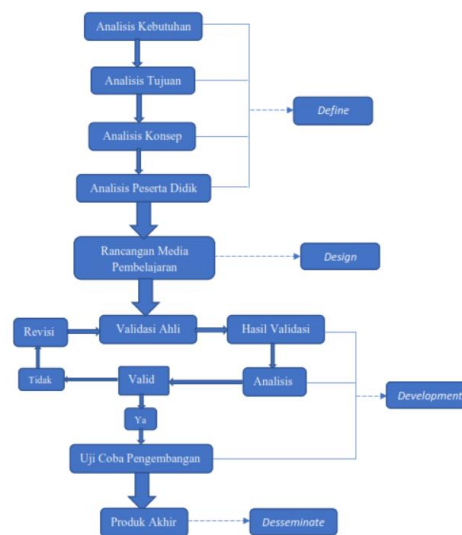 Analisis Kebutuhan
Analisis Tujuan
Define
Analisis Konsep
Analisis Peserta Didik
Rancangan Media
Pembelajaran
Design
Revisi
Validasi Ahli
Hasil Validasi
Tidak
Valid
Analisis
Development
Ya
Uji Coba Pengembangan
Produk Akhir
Desseminate